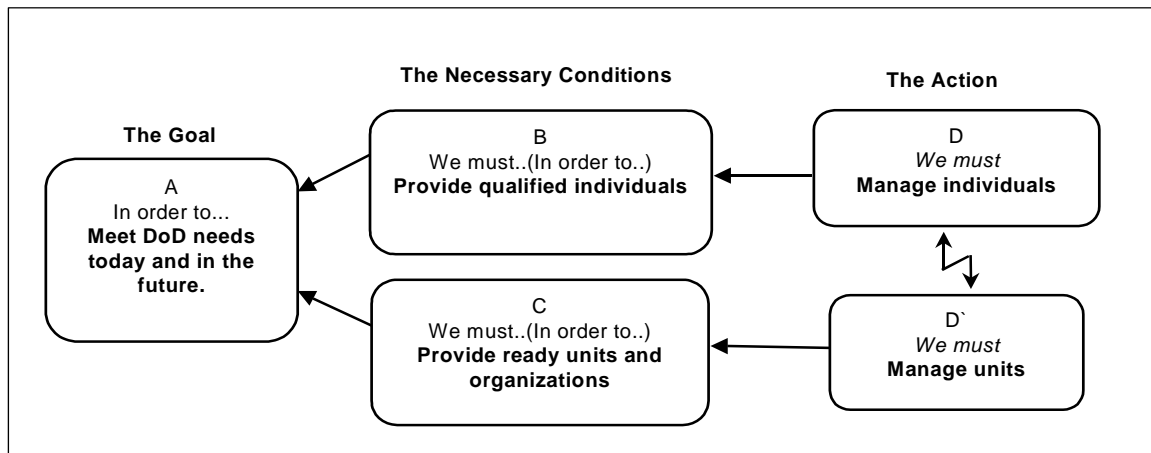 The Necessary Conditions
The Action
The Goal
A
In order to...
Meet DoD needs
today and in the
future.
B
We must..(In order to..)
Provide qualified individuals
C
We must..(In order to..)
Provide ready units and
organizations
D
We must
Manage individuals
D`
We must
Manage units